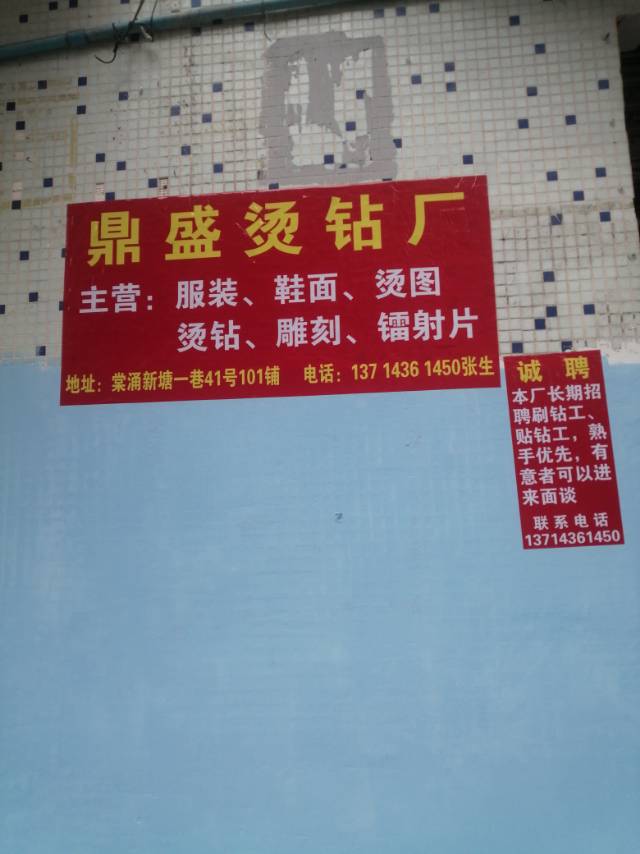 鼎盛烫钻厂
主营：服装、鞋面、烫图
烫钻、雕刻、镭射片
地址：棠涌新塘一巷41号101铺 电话：137 1436 1450张生
诚聘
本厂长期招
聘刷钻工、
贴钻工，熟
手优先，有
意者可以进
来面谈
联系电话
13714361450